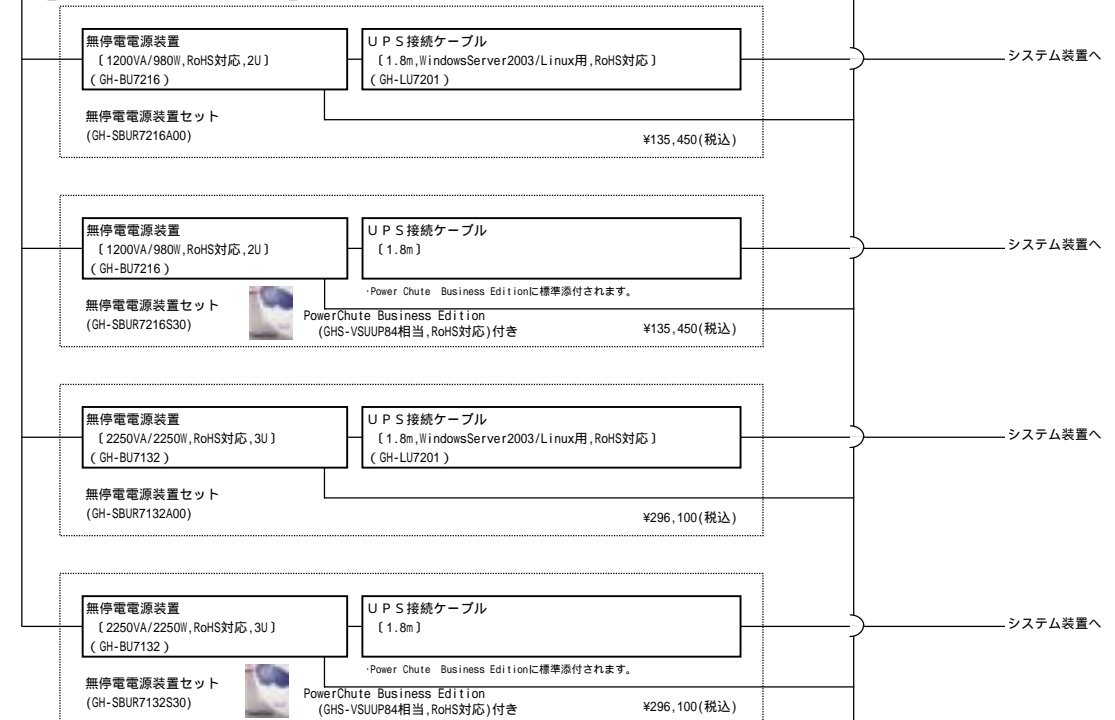 無停電電源装置
〔1200VA/980W,RoHS対応,2U〕
(GH-BU7216)
UPS接続ケーブル
〔1.8m,WindowsServer2003/Linux用,RoHS対応〕
(GH-LU7201)
システム装置へ
無停電電源装置セット
(GH-SBUR7216A00)
¥135,450(税込)
無停電電源装置
〔1200VA/980W,RoHS対応,2U〕
(GH-BU7216)
UPS接続ケーブル
〔1.8m〕
システム装置へ
・Power Chute Business Editionに標準添付されます。
無停電電源装置セット
(GH-SBUR7216S30)
PowerChute Business Edition
(GHS-VSUUP84相当,RoHS対応)付き
¥135,450(税込)
無停電電源装置
〔2250VA/2250W,RoHS対応,3U〕
(GH-BU7132)
UPS接続ケーブル
〔1.8m,WindowsServer2003/Linux用,RoHS対応〕
(GH-LU7201)
システム装置へ
無停電電源装置セット
(GH-SBUR7132A00)
¥296,100(税込)
無停電電源装置
〔2250VA/2250W,RoHS対応,3U〕
(GH-BU7132)
UPS接続ケーブル
〔1.8m〕
システム装置へ
・Power Chute Business Editionに標準添付されます。
無停電電源装置セット
(GH-SBUR7132S30)
PowerChute Business Edition
(GHS-VSUUP84相当,RoHS対応)付き
¥296,100(税込)